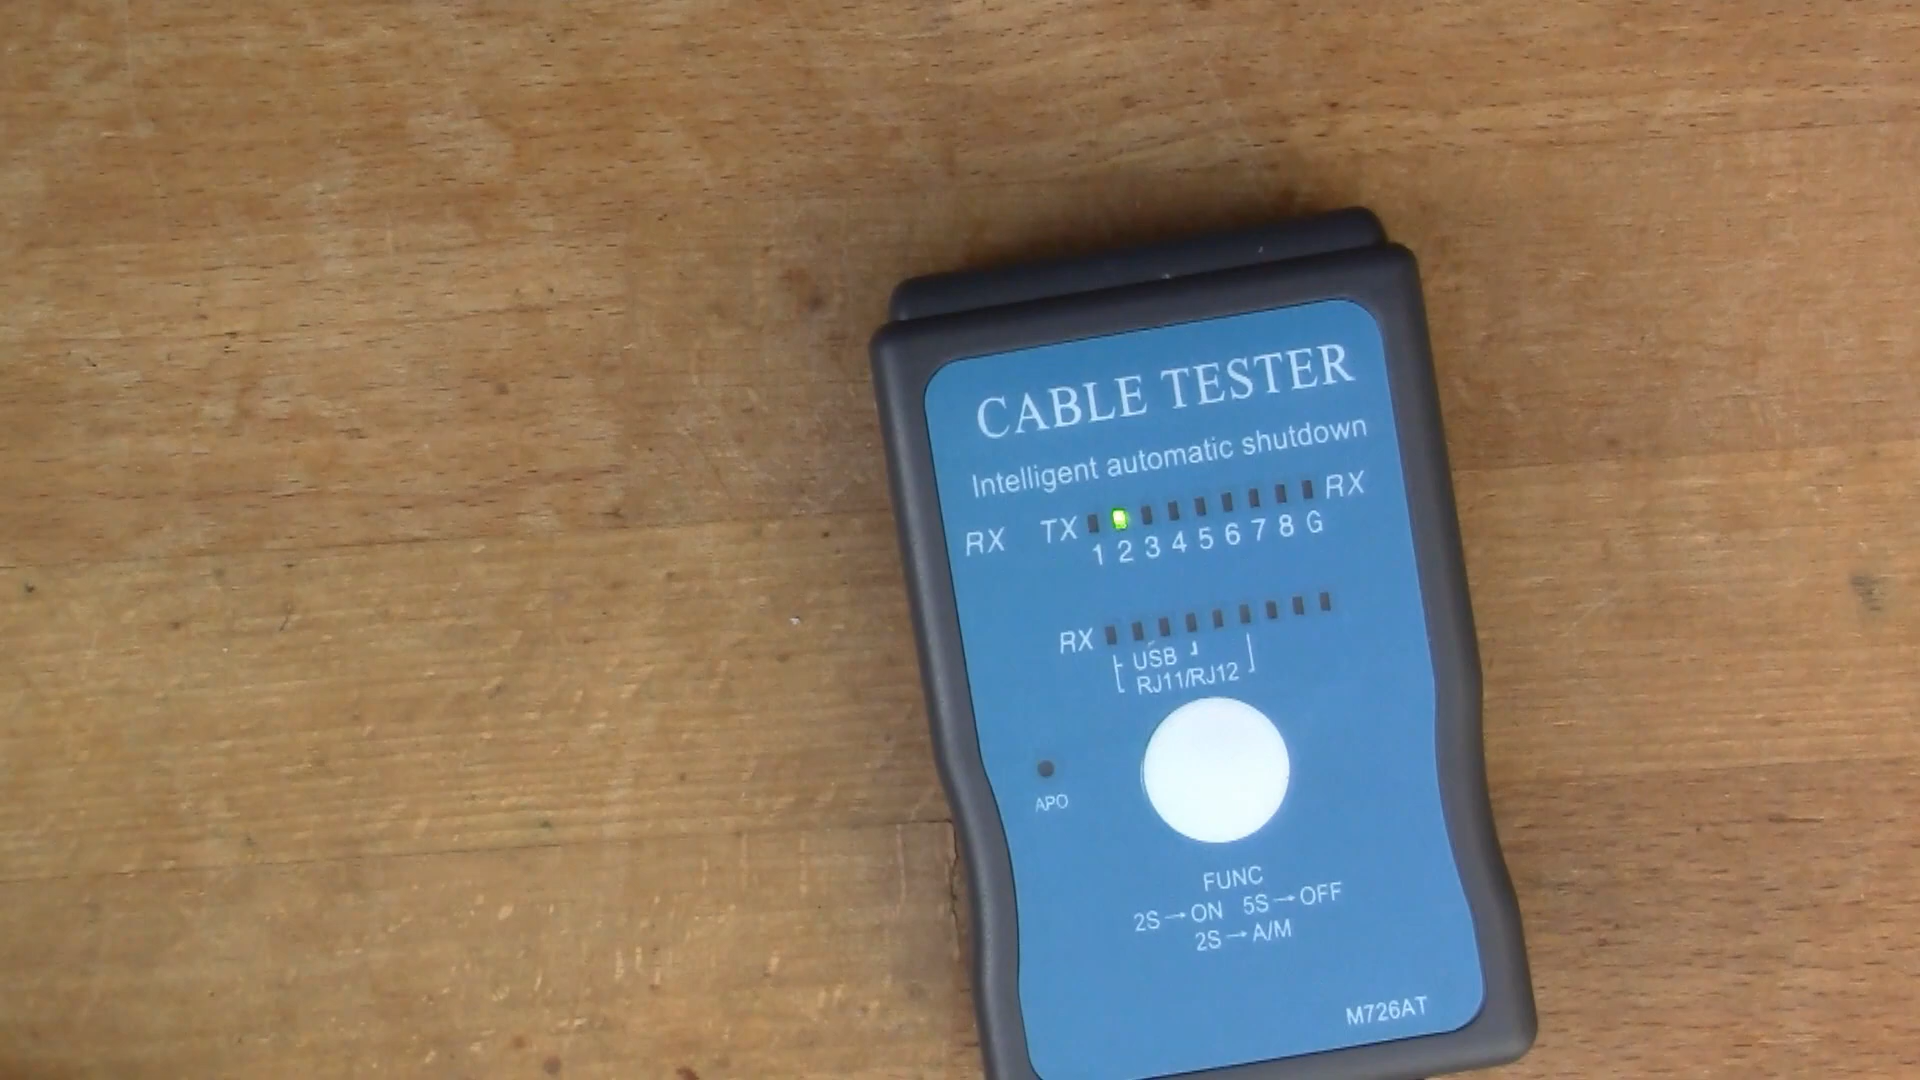 CABLE TESTER
Intelligent automatic shutdown
RX TX RX
1 2 3 4 5 6 7 8 G
RX
USB
RJ11/RJ12
APO
FUNC
2S→ON 5S→OFF
2S→A/M
M726AT